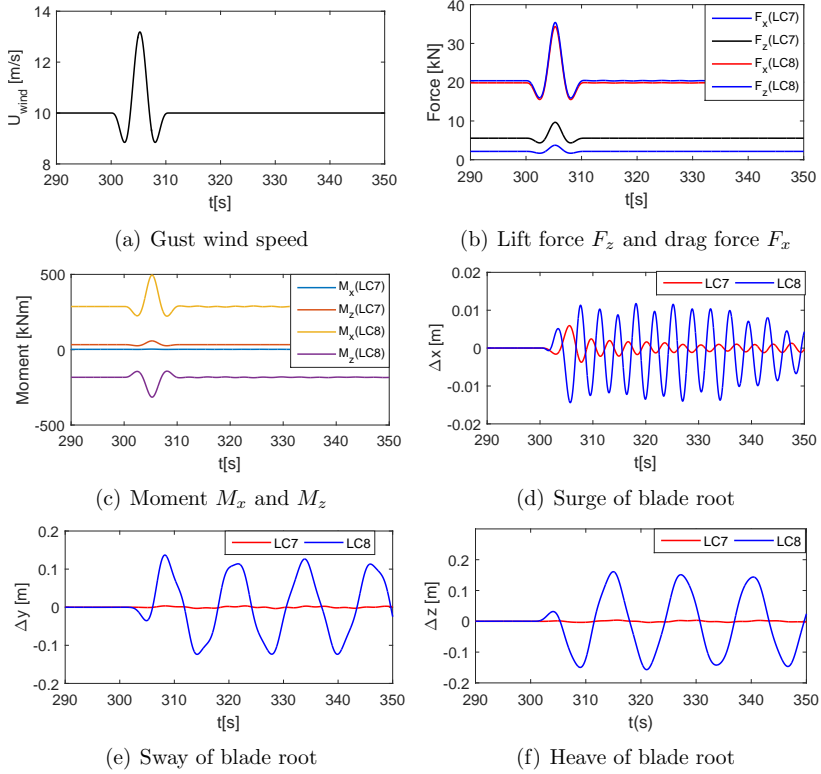 14
12
10
8
U_wind [m/s]
290 300 310 320 330 340 350
t[s]
(a) Gust wind speed
40
30
20
10
0
Force [kN]
F_x(LC7)
F_z(LC7)
F_x(LC8)
F_z(LC8)
290 300 310 320 330 340 350
t[s]
(b) Lift force F_z and drag force F_x
500
0
-500
Moment [kNm]
M_x(LC7)
M_z(LC7)
M_x(LC8)
M_z(LC8)
290 300 310 320 330 340 350
t[s]
(c) Moment M_x and M_z
0.02
0.01
0
-0.01
-0.02
Δx [m]
LC7 LC8
290 300 310 320 330 340 350
t[s]
(d) Surge of blade root
0.2
0.1
0
-0.1
-0.2
Δy [m]
LC7 LC8
290 300 310 320 330 340 350
t[s]
(e) Sway of blade root
0.2
0.1
0
-0.1
-0.2
Δz [m]
LC7 LC8
290 300 310 320 330 340 350
t(s)
(f) Heave of blade root